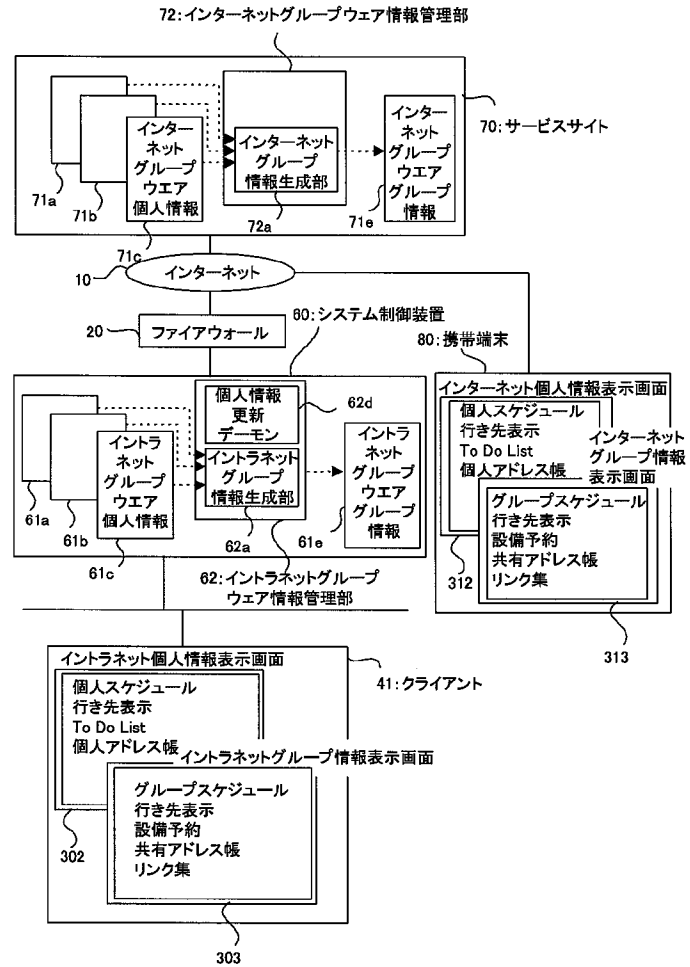 72:インターネットグループウェア情報管理部
インター
ネット
グループ
ウエア
個人情報
インターネット
グループ
情報生成部
インター
ネット
グループ
ウエア
グループ
情報
70:サービスサイト
71a
71b
71c
72a
71e
10
インターネット
20
ファイアウォール
60:システム制御装置
80:携帯端末
個人情報
更新
デーモン
62d
イントラ
ネット
グループ
ウエア
個人情報
イントラネット
グループ
情報生成部
イントラ
ネット
グループ
ウエア
グループ
情報
61a
61b
61c
62a
61e
62:イントラネットグループ
ウェア情報管理部
インターネット個人情報表示画面
個人スケジュール
行き先表示
To Do List
個人アドレス帳
インターネット
グループ情報
表示画面
グループスケジュール
行き先表示
設備予約
共有アドレス帳
リンク集
312
313
イントラネット個人情報表示画面
41:クライアント
個人スケジュール
行き先表示
To Do List
個人アドレス帳
イントラネットグループ情報表示画面
グループスケジュール
行き先表示
設備予約
共有アドレス帳
リンク集
302
303